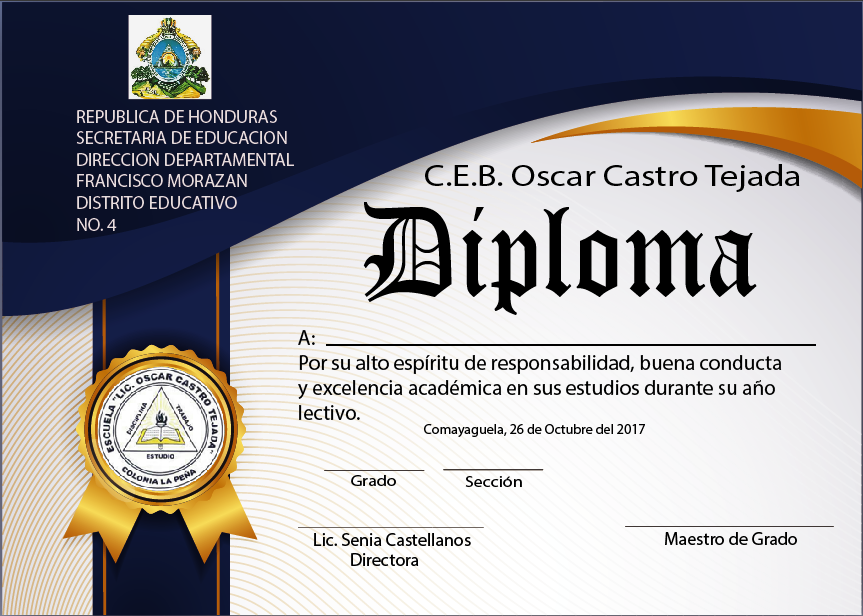 REPUBLICA DE HONDURAS
SECRETARIA DE EDUCACION
DIRECCION DEPARTAMENTAL
FRANCISCO MORAZAN
DISTRITO EDUCATIVO
NO. 4
C.E.B. Oscar Castro Tejada
Diploma
A:
Por su alto espíritu de responsabilidad, buena conducta
y excelencia académica en sus estudios durante su año
lectivo.
Comayaguela, 26 de Octubre del 2017
Grado
Sección
Lic. Senia Castellanos
Directora
Maestro de Grado
ESCUELA "LIC. OSCAR CASTRO TEJADA"
DISCIPLINA
TRABAJO
ESTUDIO
COLONIA LA PEÑA